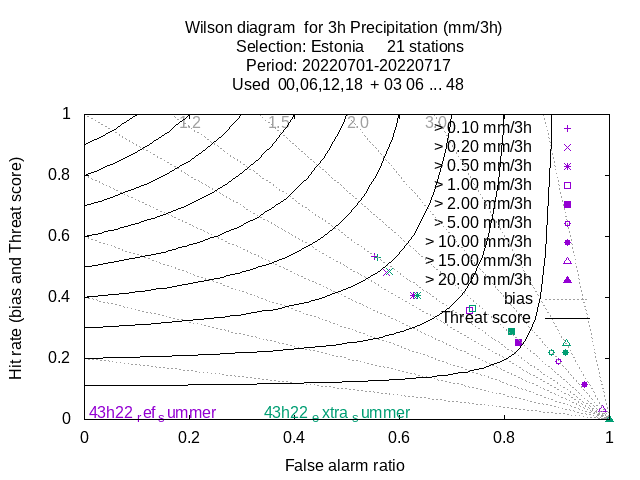 Wilson diagram  for 3h Precipitation (mm/3h)
Selection: Estonia     21 stations
Period: 20220701-20220717
Used  00,06,12,18  + 03 06 ... 48
Hit rate (bias and Threat score)
1
0.8
0.6
0.4
0.2
0
1.2 1.5 2.0 3.0
> 0.10 mm/3h
> 0.20 mm/3h
> 0.50 mm/3h
> 1.00 mm/3h
> 2.00 mm/3h
> 5.00 mm/3h
> 10.00 mm/3h
> 15.00 mm/3h
> 20.00 mm/3h
bias
Threat score
43h22_ref_summer 43h22_extra_summer
0 0.2 0.4 0.6 0.8 1
False alarm ratio